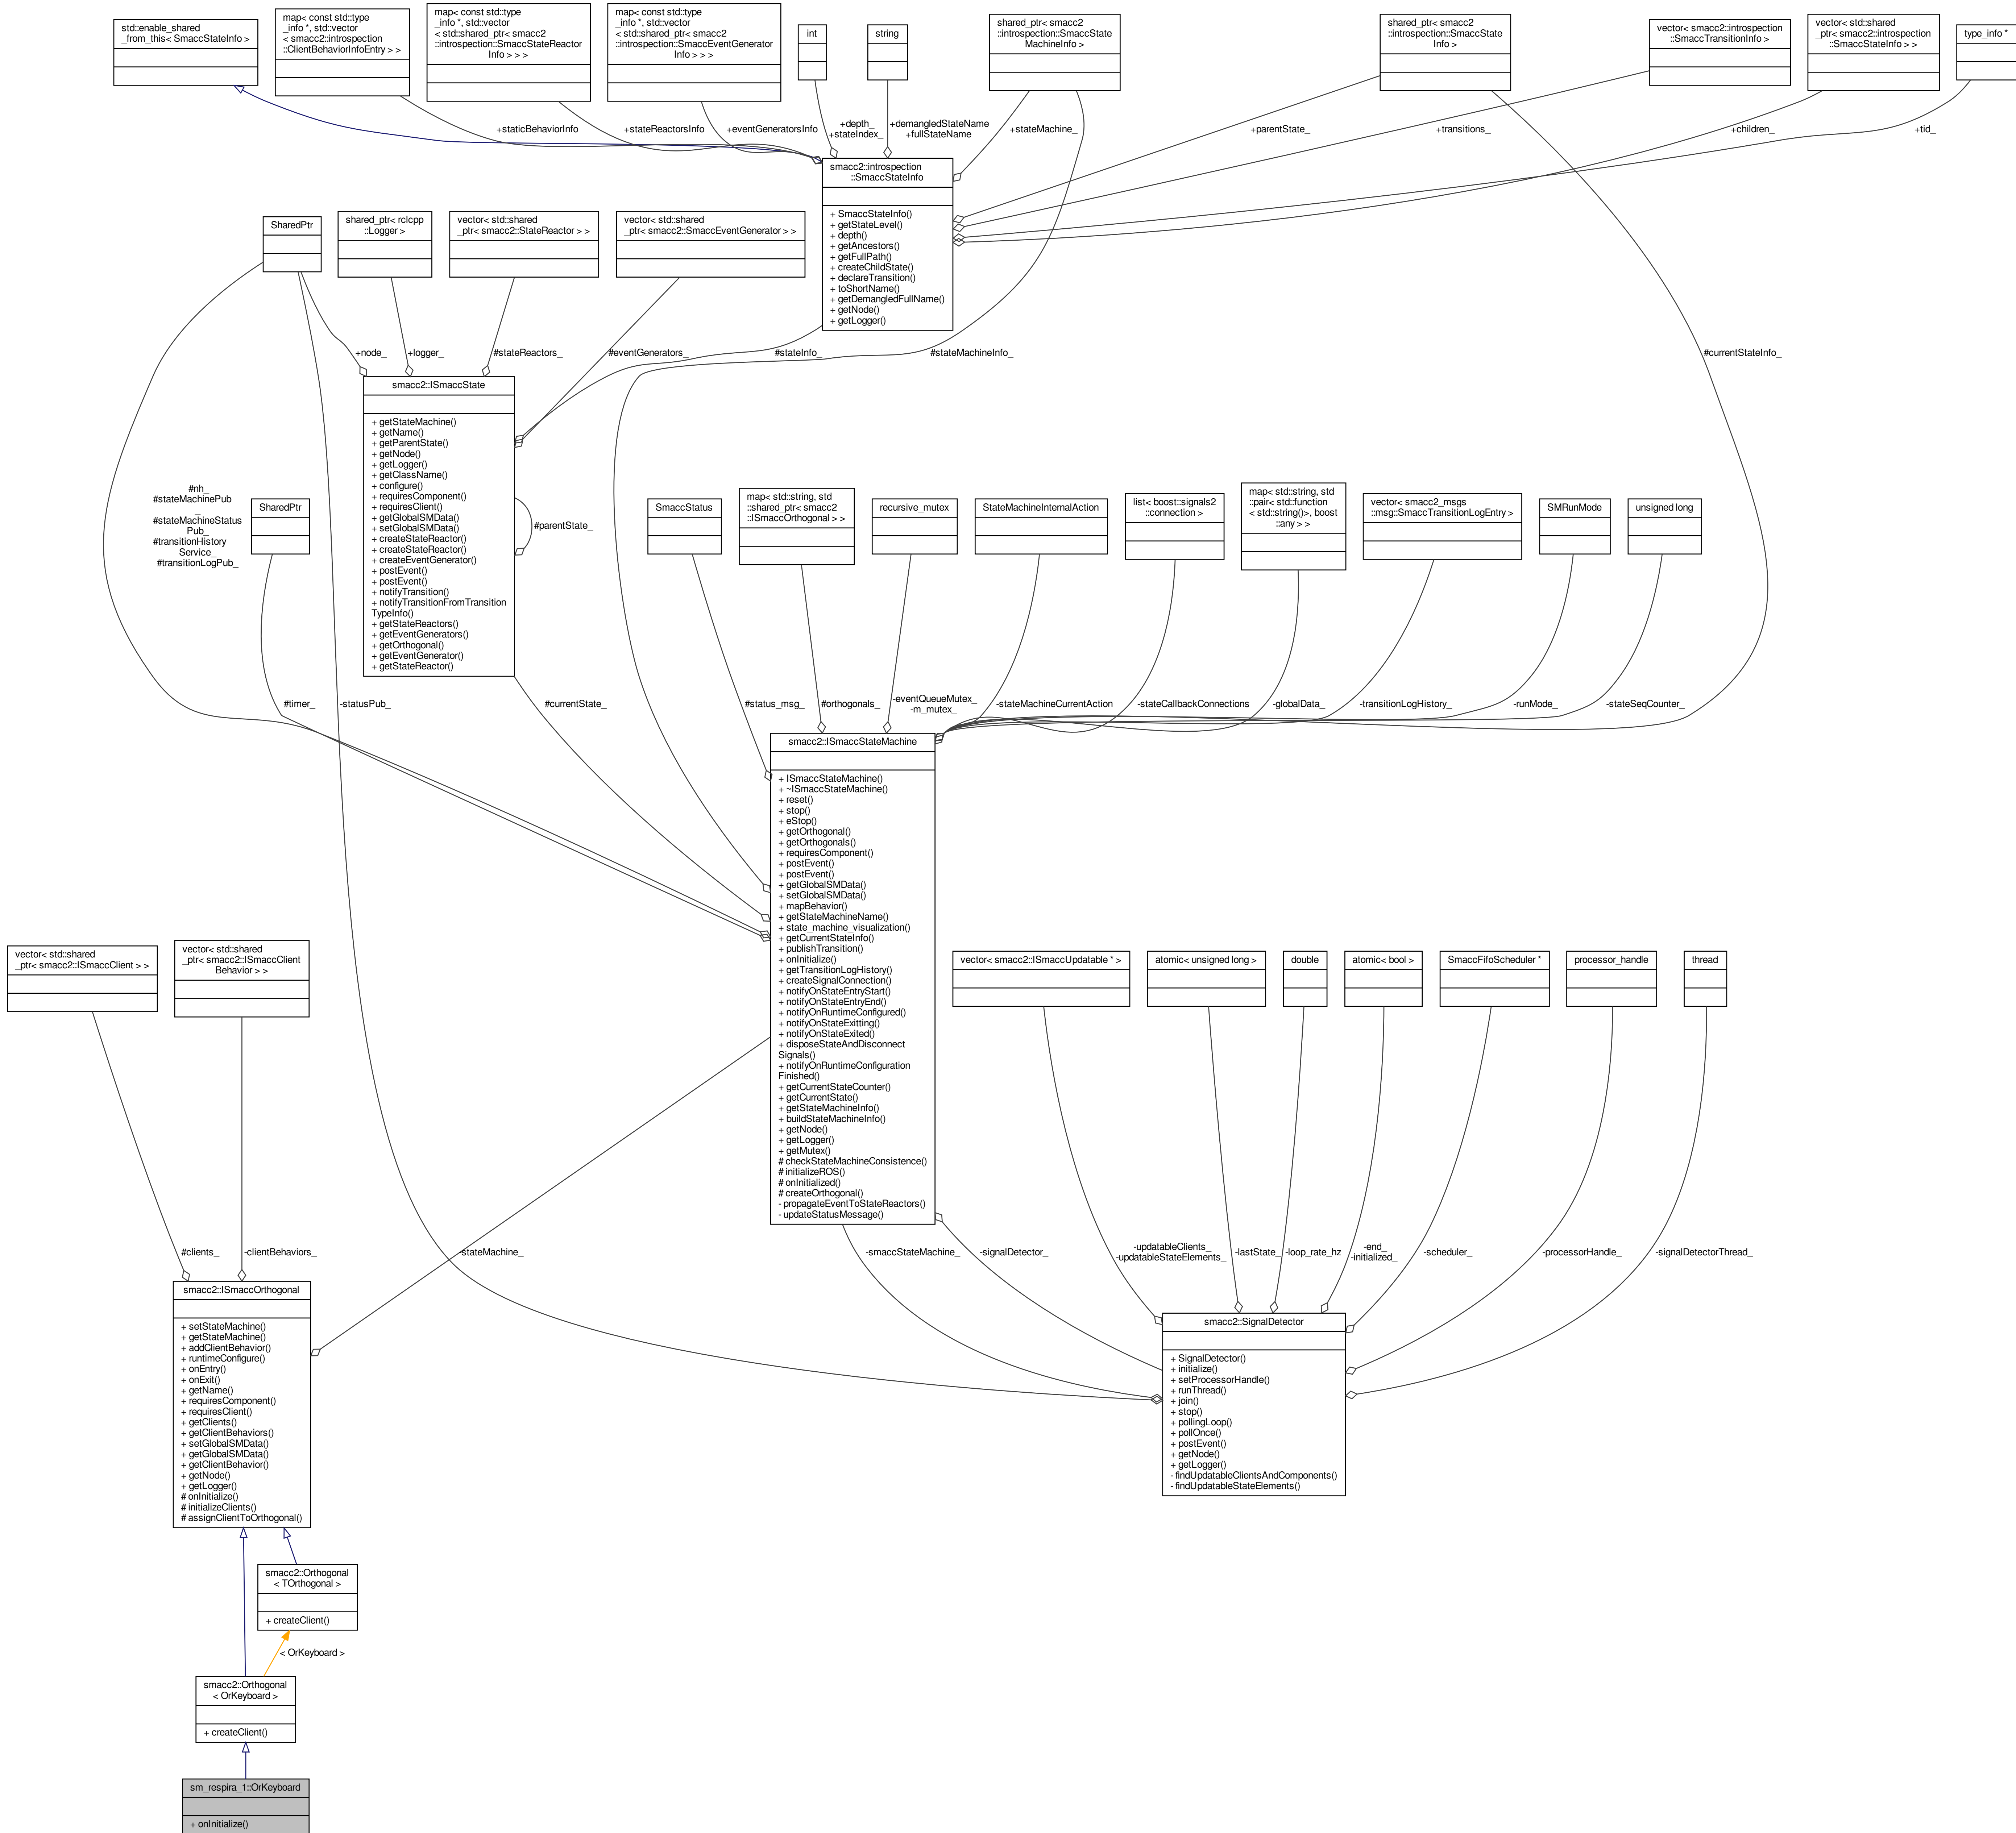 std::enable_shared
_from_this< SmaccStateInfo >
map< const std::type
_info *, std::vector
< smacc2::introspection
::ClientBehaviorInfoEntry > >
map< const std::type
_info *, std::vector
< std::shared_ptr< smacc2
::introspection::SmaccStateReactor
Info > > >
map< const std::type
_info *, std::vector
< std::shared_ptr< smacc2
::introspection::SmaccEventGenerator
Info > > >
int
string
shared_ptr< smacc2
::introspection::SmaccState
MachineInfo >
shared_ptr< smacc2
::introspection::SmaccState
Info >
vector< smacc2::introspection
::SmaccTransitionInfo >
vector< std::shared
_ptr< smacc2::introspection
::SmaccStateInfo > >
type_info *
+staticBehaviorInfo
+stateReactorsInfo
+eventGeneratorsInfo
+depth_
+stateIndex_
+demangledStateName
+fullStateName
+stateMachine_
+parentState_
+transitions_
+children_
+tid_
smacc2::introspection
::SmaccStateInfo
+ SmaccStateInfo()
+ getStateLevel()
+ depth()
+ getAncestors()
+ getFullPath()
+ createChildState()
+ declareTransition()
+ toShortName()
+ getDemangledFullName()
+ getNode()
+ getLogger()
SharedPtr
shared_ptr< rclcpp
::Logger >
vector< std::shared
_ptr< smacc2::StateReactor > >
vector< std::shared
_ptr< smacc2::SmaccEventGenerator > >
+node_
+logger_
#stateReactors_
#eventGenerators_
#stateInfo_
#stateMachineInfo_
#currentStateInfo_
smacc2::ISmaccState
+ getStateMachine()
+ getName()
+ getParentState()
+ getNode()
+ getLogger()
+ getClassName()
+ configure()
+ requiresComponent()
+ requiresClient()
+ getGlobalSMData()
+ setGlobalSMData()
+ createStateReactor()
+ createStateReactor()
+ createEventGenerator()
+ postEvent()
+ postEvent()
+ notifyTransition()
+ notifyTransitionFromTransition
TypeInfo()
+ getStateReactors()
+ getEventGenerators()
+ getOrthogonal()
+ getEventGenerator()
+ getStateReactor()
#parentState_
#nh_
#stateMachinePub
_
#stateMachineStatus
Pub_
#transitionHistory
Service_
#transitionLogPub_
SharedPtr
SmaccStatus
map< std::string, std
::shared_ptr< smacc2
::ISmaccOrthogonal > >
recursive_mutex
StateMachineInternalAction
list< boost::signals2
::connection >
map< std::string, std
::pair< std::function
< std::string()>, boost
::any > >
vector< smacc2_msgs
::msg::SmaccTransitionLogEntry >
SMRunMode
unsigned long
#timer_
-statusPub_
#currentState_
#status_msg_
#orthogonals_
-eventQueueMutex_
-m_mutex_
-stateMachineCurrentAction
-stateCallbackConnections
-globalData_
-transitionLogHistory_
-runMode_
-stateSeqCounter_
smacc2::ISmaccStateMachine
+ ISmaccStateMachine()
+ ~ISmaccStateMachine()
+ reset()
+ stop()
+ eStop()
+ getOrthogonal()
+ getOrthogonals()
+ requiresComponent()
+ postEvent()
+ postEvent()
+ getGlobalSMData()
+ setGlobalSMData()
+ mapBehavior()
+ getStateMachineName()
+ state_machine_visualization()
+ getCurrentStateInfo()
+ publishTransition()
+ onInitialize()
+ getTransitionLogHistory()
+ createSignalConnection()
+ notifyOnStateEntryStart()
+ notifyOnStateEntryEnd()
+ notifyOnRuntimeConfigured()
+ notifyOnStateExitting()
+ notifyOnStateExited()
+ disposeStateAndDisconnect
Signals()
+ notifyOnRuntimeConfiguration
Finished()
+ getCurrentStateCounter()
+ getCurrentState()
+ getStateMachineInfo()
+ buildStateMachineInfo()
+ getNode()
+ getLogger()
+ getMutex()
# checkStateMachineConsistence()
# initializeROS()
# onInitialized()
# createOrthogonal()
- propagateEventToStateReactors()
- updateStatusMessage()
vector< std::shared
_ptr< smacc2::ISmaccClient > >
vector< std::shared
_ptr< smacc2::ISmaccClient
Behavior > >
vector< smacc2::ISmaccUpdatable * >
atomic< unsigned long >
double
atomic< bool >
SmaccFifoScheduler *
processor_handle
thread
#clients_
-clientBehaviors_
-stateMachine_
-smaccStateMachine_
-signalDetector_
-updatableClients_
-updatableStateElements_
-lastState_
-loop_rate_hz
-end_
-initialized_
-scheduler_
-processorHandle_
-signalDetectorThread_
smacc2::ISmaccOrthogonal
+ setStateMachine()
+ getStateMachine()
+ addClientBehavior()
+ runtimeConfigure()
+ onEntry()
+ onExit()
+ getName()
+ requiresComponent()
+ requiresClient()
+ getClients()
+ getClientBehaviors()
+ setGlobalSMData()
+ getGlobalSMData()
+ getClientBehavior()
+ getNode()
+ getLogger()
# onInitialize()
# initializeClients()
# assignClientToOrthogonal()
smacc2::SignalDetector
+ SignalDetector()
+ initialize()
+ setProcessorHandle()
+ runThread()
+ join()
+ stop()
+ pollingLoop()
+ pollOnce()
+ postEvent()
+ getNode()
+ getLogger()
- findUpdatableClientsAndComponents()
- findUpdatableStateElements()
smacc2::Orthogonal
< TOrthogonal >
+ createClient()
< OrKeyboard >
smacc2::Orthogonal
< OrKeyboard >
+ createClient()
sm_respira_1::OrKeyboard
+ onInitialize()